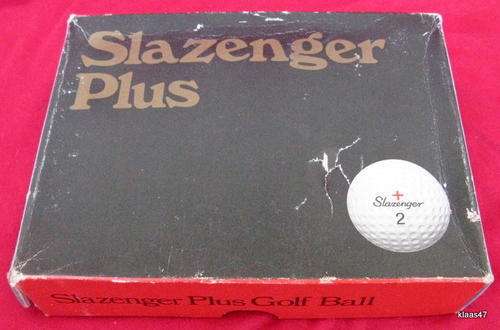 Slazenger
Plus
+
Slazenger
2
Slazenger Plus Golf Ball
klaas47